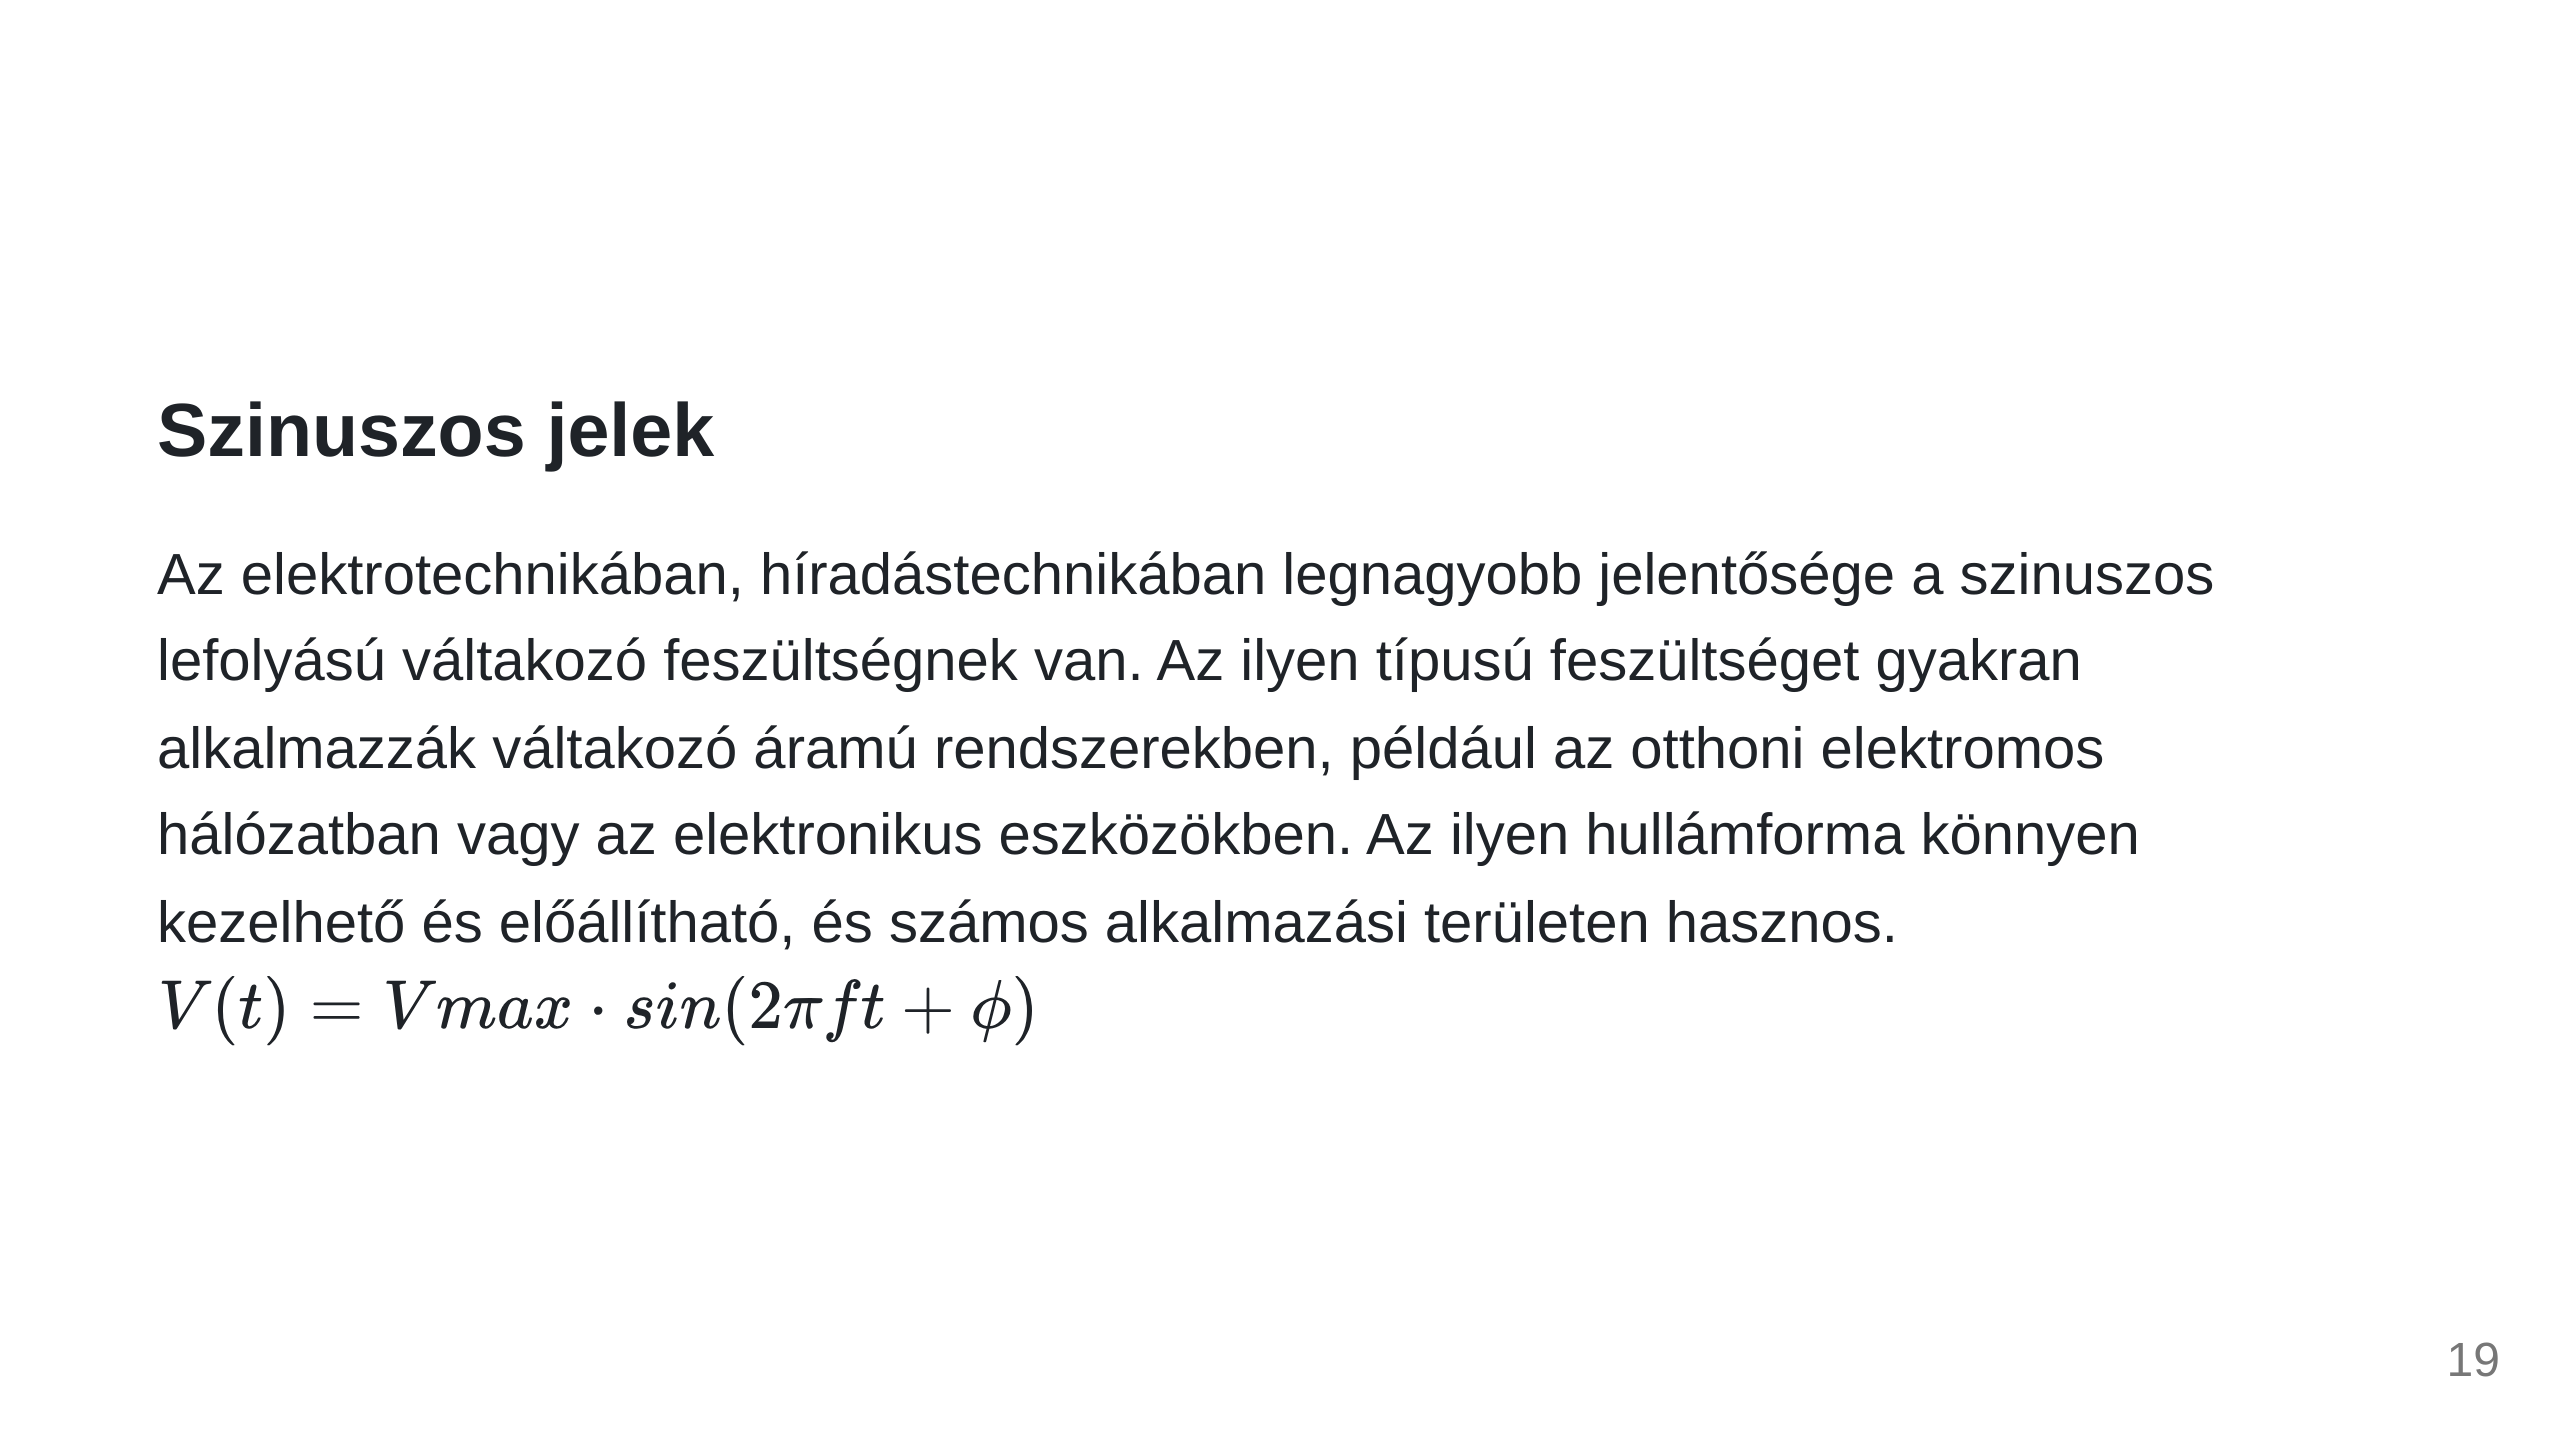 Szinuszos jelek
Az elektrotechnikában, híradástechnikában legnagyobb jelentősége a szinuszos
lefolyású váltakozó feszültségnek van. Az ilyen típusú feszültséget gyakran
alkalmazzák váltakozó áramú rendszerekben, például az otthoni elektromos
hálózatban vagy az elektronikus eszközökben. Az ilyen hullámforma könnyen
kezelhető és előállítható, és számos alkalmazási területen hasznos.
V(t) = Vmax · sin(2πft + ϕ)
19